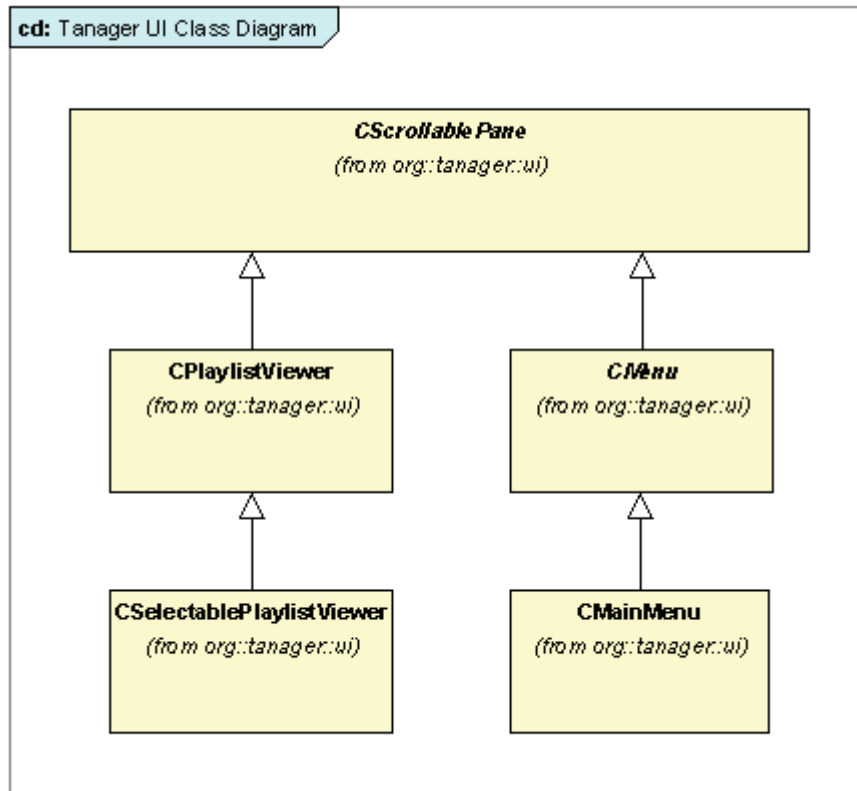 cd: Tanager UI Class Diagram
CScrollablePane
(from org::tanager::ui)
CPlaylistViewer
(from org::tanager::ui)
CMenu
(from org::tanager::ui)
CSelectablePlaylistViewer
(from org::tanager::ui)
CMainMenu
(from org::tanager::ui)